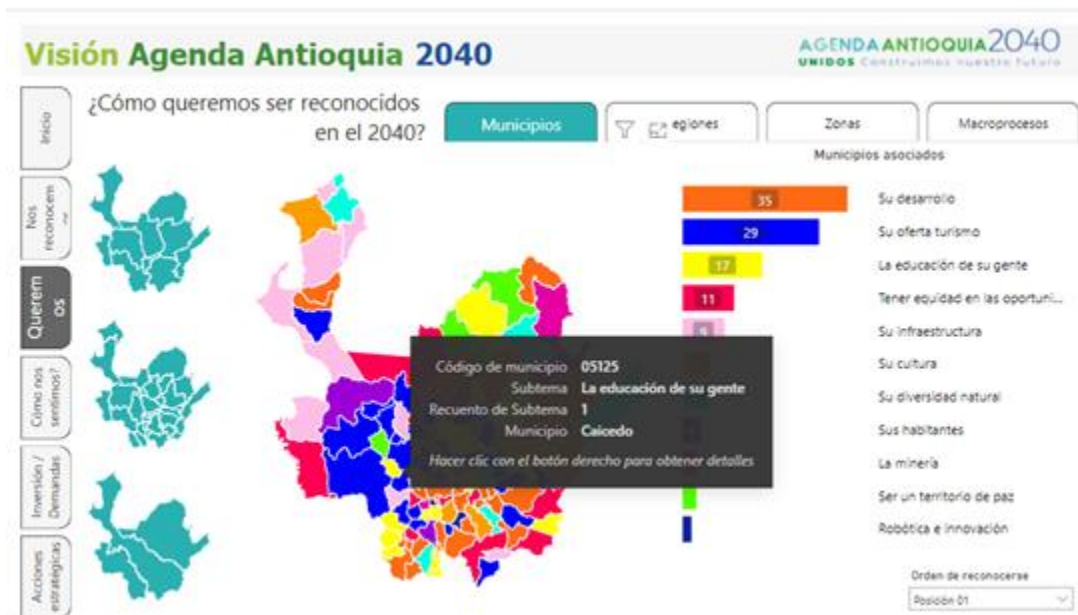 Visión Agenda Antioquia 2040
AGENDA ANTIOQUIA 2040
UNIDOS Construimos nuestro futuro
¿Cómo queremos ser reconocidos
en el 2040?
Municipios
egiones
Zonas
Macroprocesos
Inicio
Nos
reconocem
Querem
os
Cómo nos
sentimos?
Inversión /
Demandas
Acciones
estratégicas
Municipios asociados
35
Su desarrollo
29
Su oferta turismo
17
La educación de su gente
11
Tener equidad en las oportuni...
9
Su infraestructura
Su cultura
Su diversidad natural
Sus habitantes
La minería
Ser un territorio de paz
Robótica e innovación
Código de municipio 05125
Subtema La educación de su gente
Recuento de Subtema 1
Municipio Caicedo
Hacer clic con el botón derecho para obtener detalles
Orden de reconocerse
Posición 01